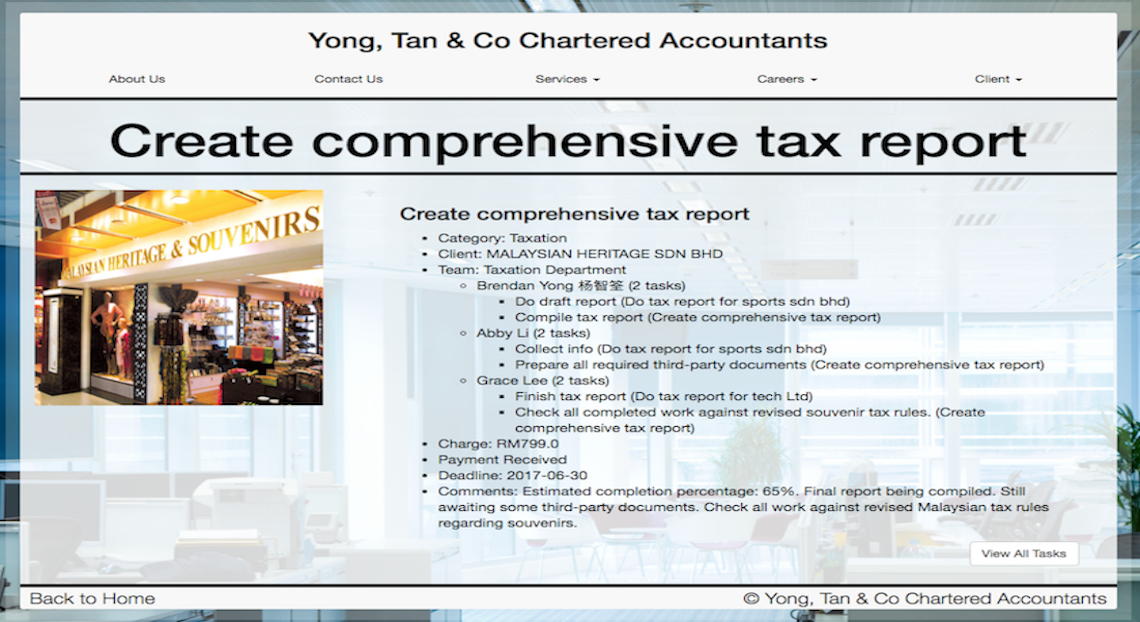 Yong, Tan & Co Chartered Accountants
About Us
Contact Us
Services
Careers
Client
Create comprehensive tax report
MALAYSIAN HERITAGE & SOUVENIRS
Create comprehensive tax report
Category: Taxation
Client: MALAYSIAN HERITAGE SDN BHD
Team: Taxation Department
Brendan Yong 杨智筌 (2 tasks)
Do draft report (Do tax report for sports sdn bhd)
Compile tax report (Create comprehensive tax report)
Abby Li (2 tasks)
Collect info (Do tax report for sports sdn bhd)
Prepare all required third-party documents (Create comprehensive tax report)
Grace Lee (2 tasks)
Finish tax report (Do tax report for tech Ltd)
Check all completed work against revised souvenir tax rules. (Create
comprehensive tax report)
Charge: RM799.0
Payment Received
Deadline: 2017-06-30
Comments: Estimated completion percentage: 65%. Final report being compiled. Still
awaiting some third-party documents. Check all work against revised Malaysian tax rules
regarding souvenirs.
View All Tasks
Back to Home
© Yong, Tan & Co Chartered Accountants